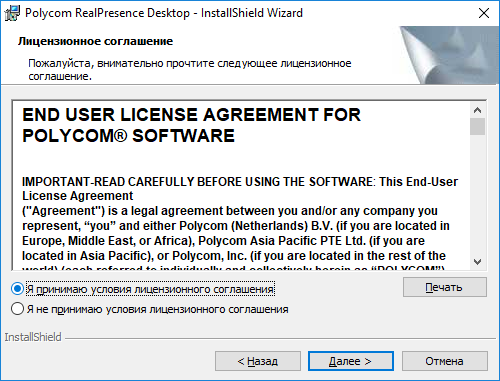 Polycom RealPresence Desktop - InstallShield Wizard
Лицензионное соглашение
Пожалуйста, внимательно прочтите следующее лицензионное
соглашение.
END USER LICENSE AGREEMENT FOR
POLYCOM® SOFTWARE
IMPORTANT-READ CAREFULLY BEFORE USING THE SOFTWARE: This End-User
License Agreement
("Agreement") is a legal agreement between you and/or any company you
represent, “you” and either Polycom (Netherlands) B.V. (if you are located in
Europe, Middle East, or Africa), Polycom Asia Pacific PTE Ltd. (if you are
located in Asia Pacific), or Polycom, Inc. (if you are located in the rest of the
world) (each referred to individually and collectively herein as “POLYCOM”)
Я принимаю условия лицензионного соглашения
Печать
Я не принимаю условия лицензионного соглашения
InstallShield
< Назад
Далее >
Отмена